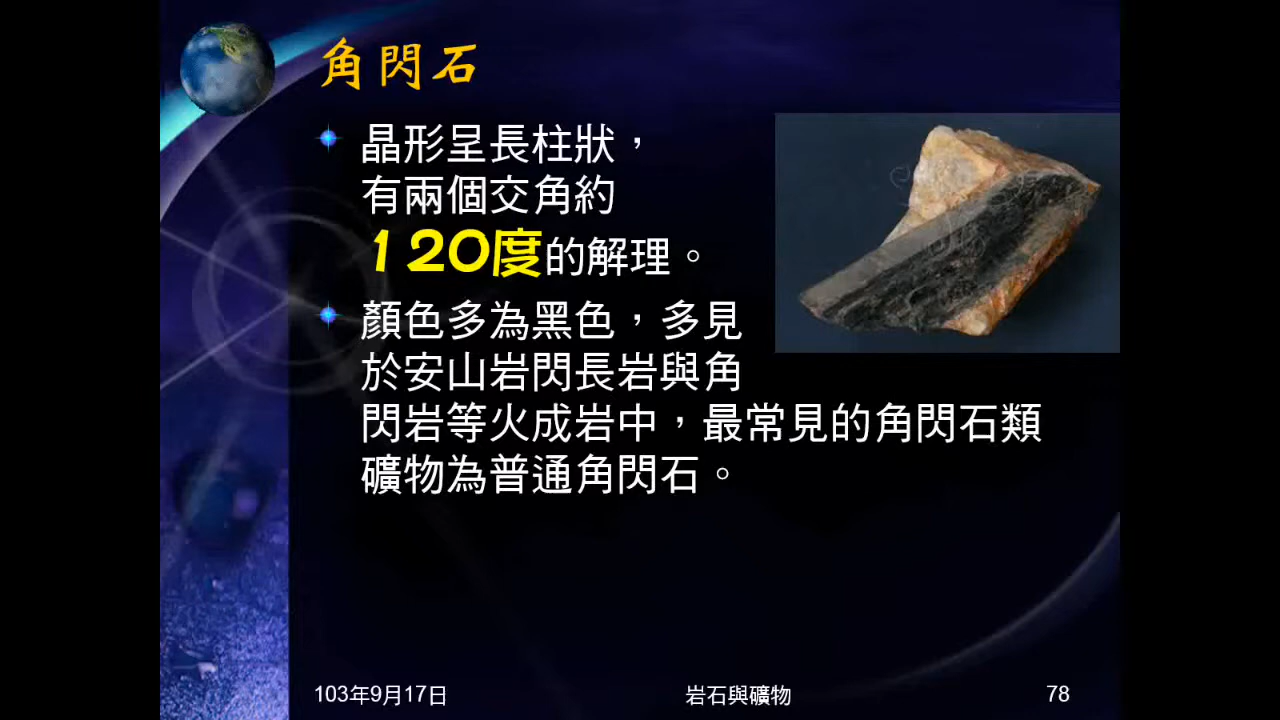 角閃石
晶形呈長柱狀，
有兩個交角約
120度的解理。
顏色多為黑色，多見
於安山岩閃長岩與角
閃岩等火成岩中，最常見的角閃石類
礦物為普通角閃石。
103年9月17日
岩石與礦物
78